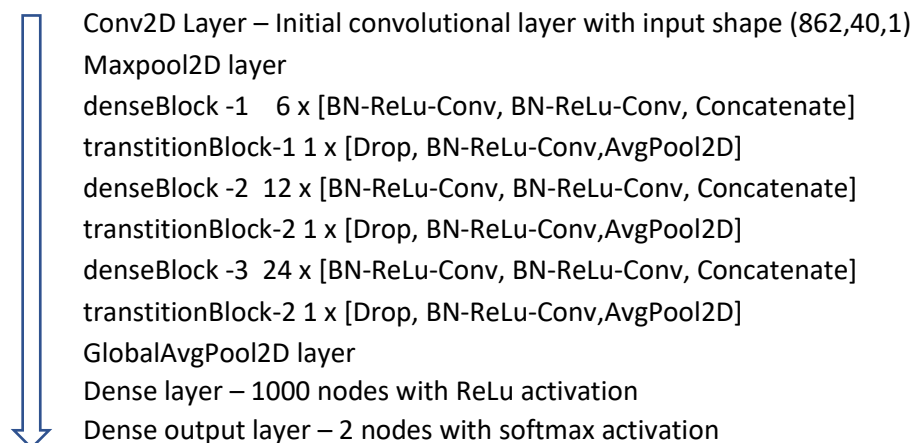 Conv2D Layer – Initial convolutional layer with input shape (862,40,1)
Maxpool2D layer
denseBlock -1 6 x [BN-ReLu-Conv, BN-ReLu-Conv, Concatenate]
transtitionBlock-1 1 x [Drop, BN-ReLu-Conv,AvgPool2D]
denseBlock -2 12 x [BN-ReLu-Conv, BN-ReLu-Conv, Concatenate]
transtitionBlock-2 1 x [Drop, BN-ReLu-Conv,AvgPool2D]
denseBlock -3 24 x [BN-ReLu-Conv, BN-ReLu-Conv, Concatenate]
transtitionBlock-2 1 x [Drop, BN-ReLu-Conv,AvgPool2D]
GlobalAvgPool2D layer
Dense layer – 1000 nodes with ReLu activation
Dense output layer – 2 nodes with softmax activation